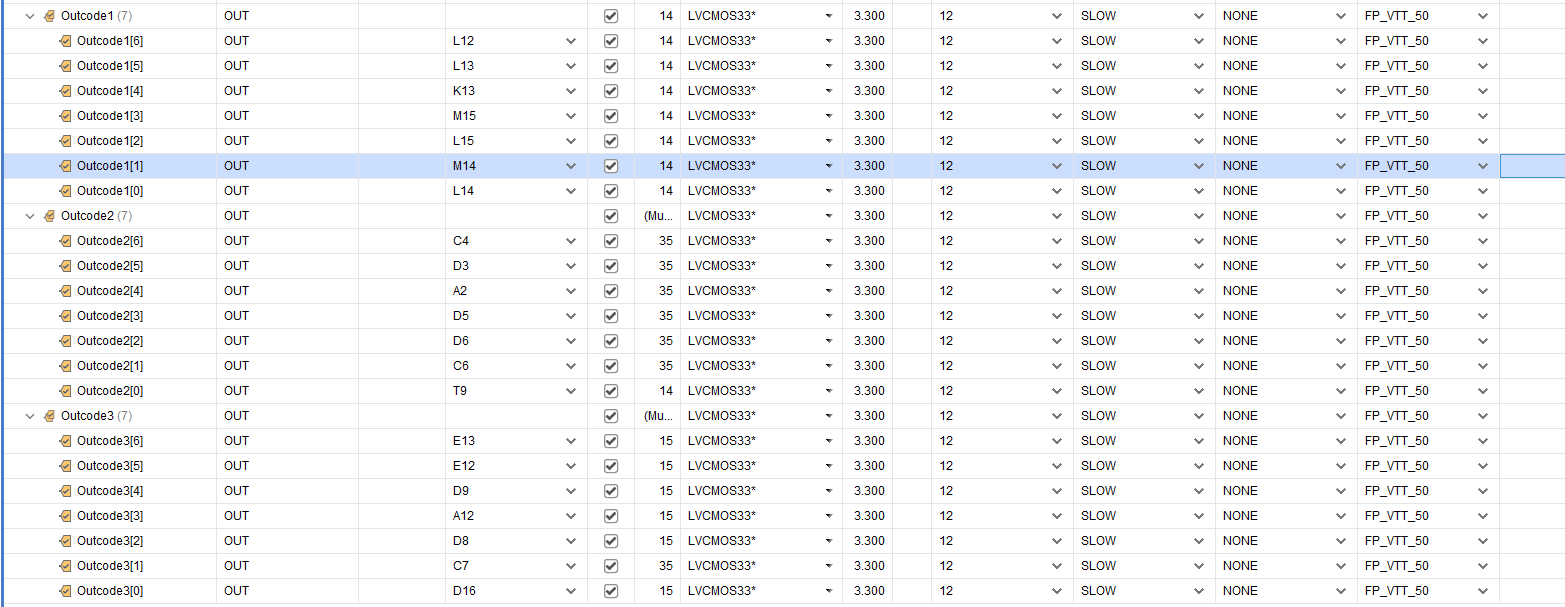 Outcode1 (7) OUT 14 LVCMOS33* 3.300 12 SLOW NONE FP_VTT_50
Outcode1[6] OUT L12 14 LVCMOS33* 3.300 12 SLOW NONE FP_VTT_50
Outcode1[5] OUT L13 14 LVCMOS33* 3.300 12 SLOW NONE FP_VTT_50
Outcode1[4] OUT K13 14 LVCMOS33* 3.300 12 SLOW NONE FP_VTT_50
Outcode1[3] OUT M15 14 LVCMOS33* 3.300 12 SLOW NONE FP_VTT_50
Outcode1[2] OUT L15 14 LVCMOS33* 3.300 12 SLOW NONE FP_VTT_50
Outcode1[1] OUT M14 14 LVCMOS33* 3.300 12 SLOW NONE FP_VTT_50
Outcode1[0] OUT L14 14 LVCMOS33* 3.300 12 SLOW NONE FP_VTT_50
Outcode2 (7) OUT (Mu... LVCMOS33* 3.300 12 SLOW NONE FP_VTT_50
Outcode2[6] OUT C4 35 LVCMOS33* 3.300 12 SLOW NONE FP_VTT_50
Outcode2[5] OUT D3 35 LVCMOS33* 3.300 12 SLOW NONE FP_VTT_50
Outcode2[4] OUT A2 35 LVCMOS33* 3.300 12 SLOW NONE FP_VTT_50
Outcode2[3] OUT D5 35 LVCMOS33* 3.300 12 SLOW NONE FP_VTT_50
Outcode2[2] OUT D6 35 LVCMOS33* 3.300 12 SLOW NONE FP_VTT_50
Outcode2[1] OUT C6 35 LVCMOS33* 3.300 12 SLOW NONE FP_VTT_50
Outcode2[0] OUT T9 14 LVCMOS33* 3.300 12 SLOW NONE FP_VTT_50
Outcode3 (7) OUT (Mu... LVCMOS33* 3.300 12 SLOW NONE FP_VTT_50
Outcode3[6] OUT E13 15 LVCMOS33* 3.300 12 SLOW NONE FP_VTT_50
Outcode3[5] OUT E12 15 LVCMOS33* 3.300 12 SLOW NONE FP_VTT_50
Outcode3[4] OUT D9 15 LVCMOS33* 3.300 12 SLOW NONE FP_VTT_50
Outcode3[3] OUT A12 15 LVCMOS33* 3.300 12 SLOW NONE FP_VTT_50
Outcode3[2] OUT D8 15 LVCMOS33* 3.300 12 SLOW NONE FP_VTT_50
Outcode3[1] OUT C7 35 LVCMOS33* 3.300 12 SLOW NONE FP_VTT_50
Outcode3[0] OUT D16 15 LVCMOS33* 3.300 12 SLOW NONE FP_VTT_50